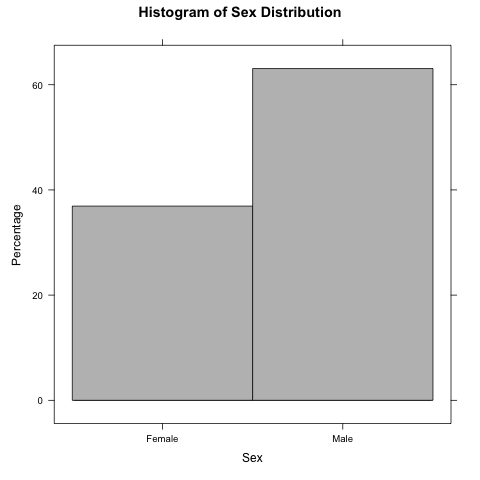 Histogram of Sex Distribution
60
40
20
0
Percentage
Female
Male
Sex